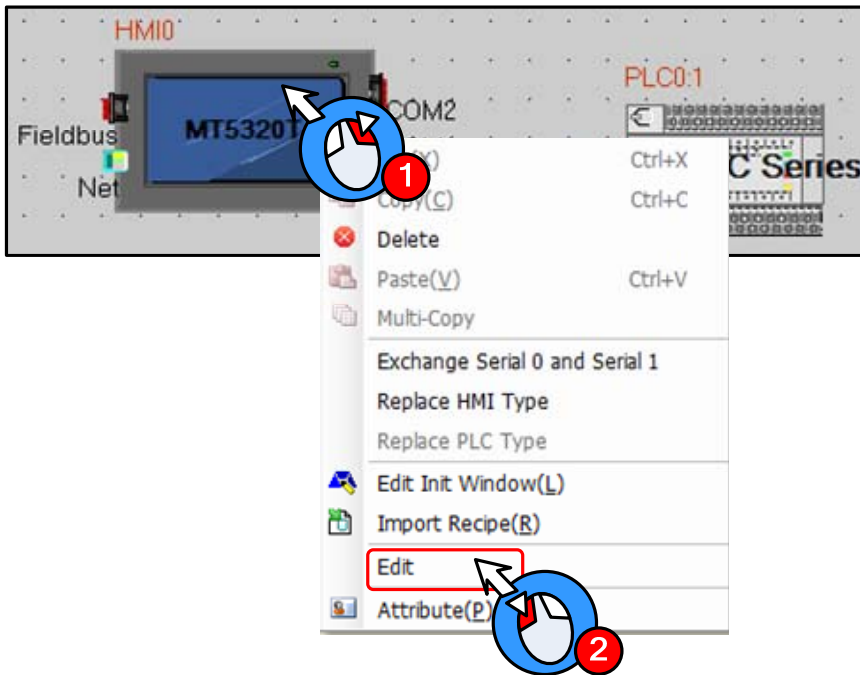 HMI0
PLC0:1
COM2
Fieldbus
MT5320T
Net
C Series
1
(X) Ctrl+X
Copy(C) Ctrl+C
Delete
Paste(V) Ctrl+V
Multi-Copy
Exchange Serial 0 and Serial 1
Replace HMI Type
Replace PLC Type
Edit Init Window(L)
Import Recipe(R)
Edit
Attribute(P)
2